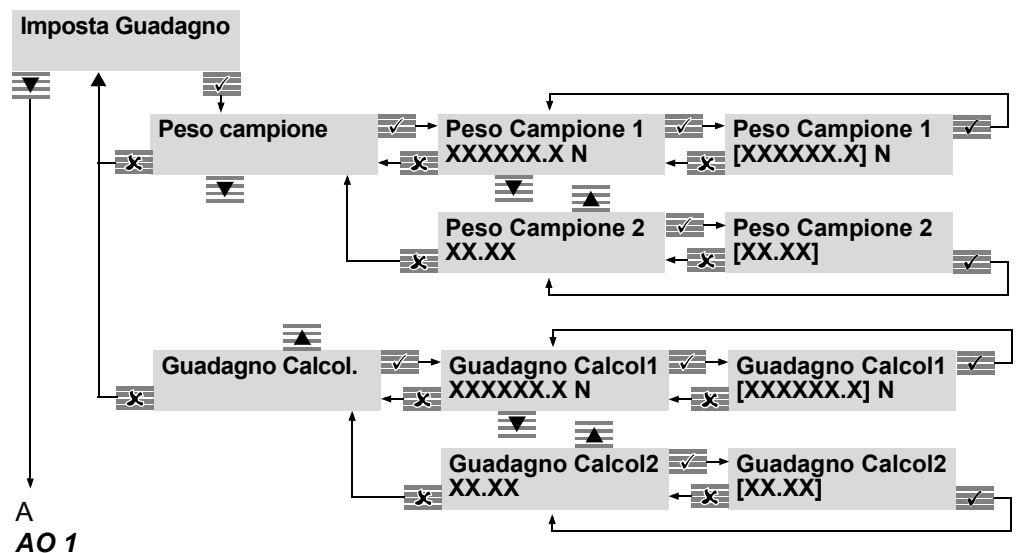 Imposta Guadagno
Peso campione
Peso Campione 1
XXXXXX.X N
Peso Campione 1
[XXXXXX.X] N
Peso Campione 2
XX.XX
Peso Campione 2
[XX.XX]
Guadagno Calcol.
Guadagno Calcol1
XXXXXX.X N
Guadagno Calcol1
[XXXXXX.X] N
Guadagno Calcol2
XX.XX
Guadagno Calcol2
[XX.XX]
A
AO 1